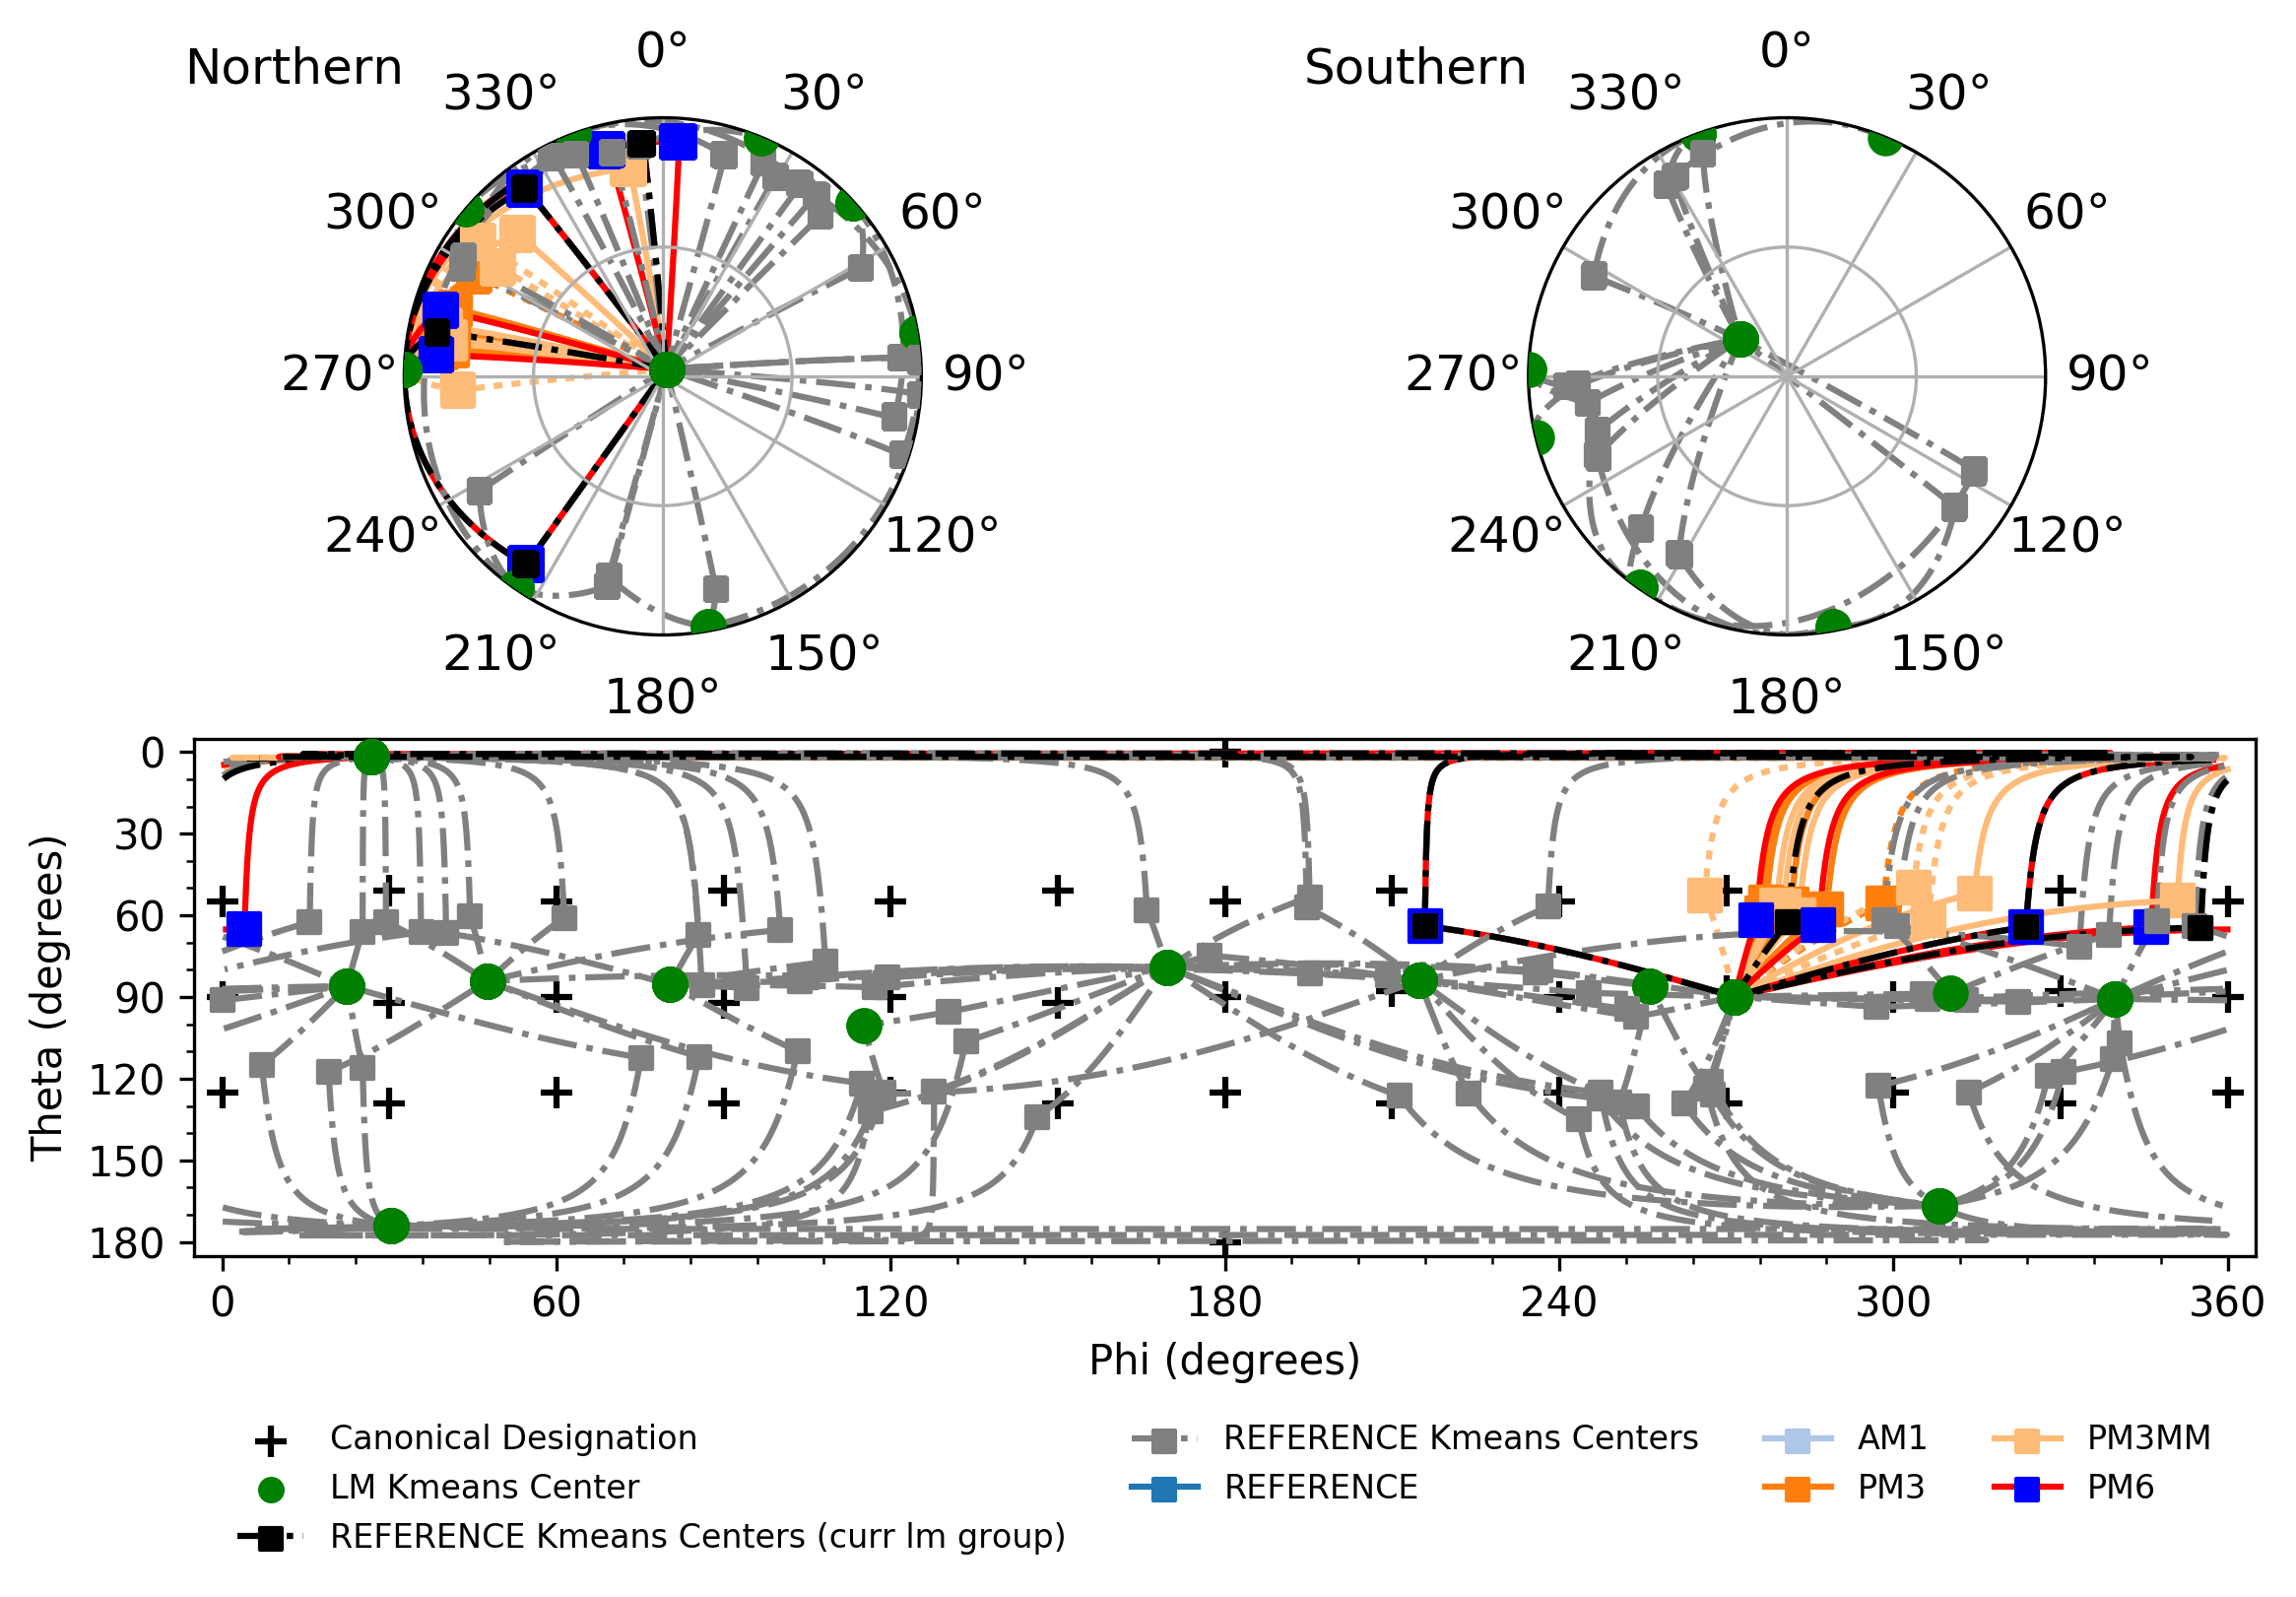 Northern
0°
30°
60°
90°
120°
150°
180°
210°
240°
270°
300°
330°
Southern
0°
30°
60°
90°
120°
150°
180°
210°
240°
270°
300°
330°
Theta (degrees)
0
30
60
90
120
150
180
0 60 120 180 240 300 360
Phi (degrees)
Canonical Designation
LM Kmeans Center
REFERENCE Kmeans Centers (curr lm group)
REFERENCE Kmeans Centers
REFERENCE
AM1
PM3
PM3MM
PM6